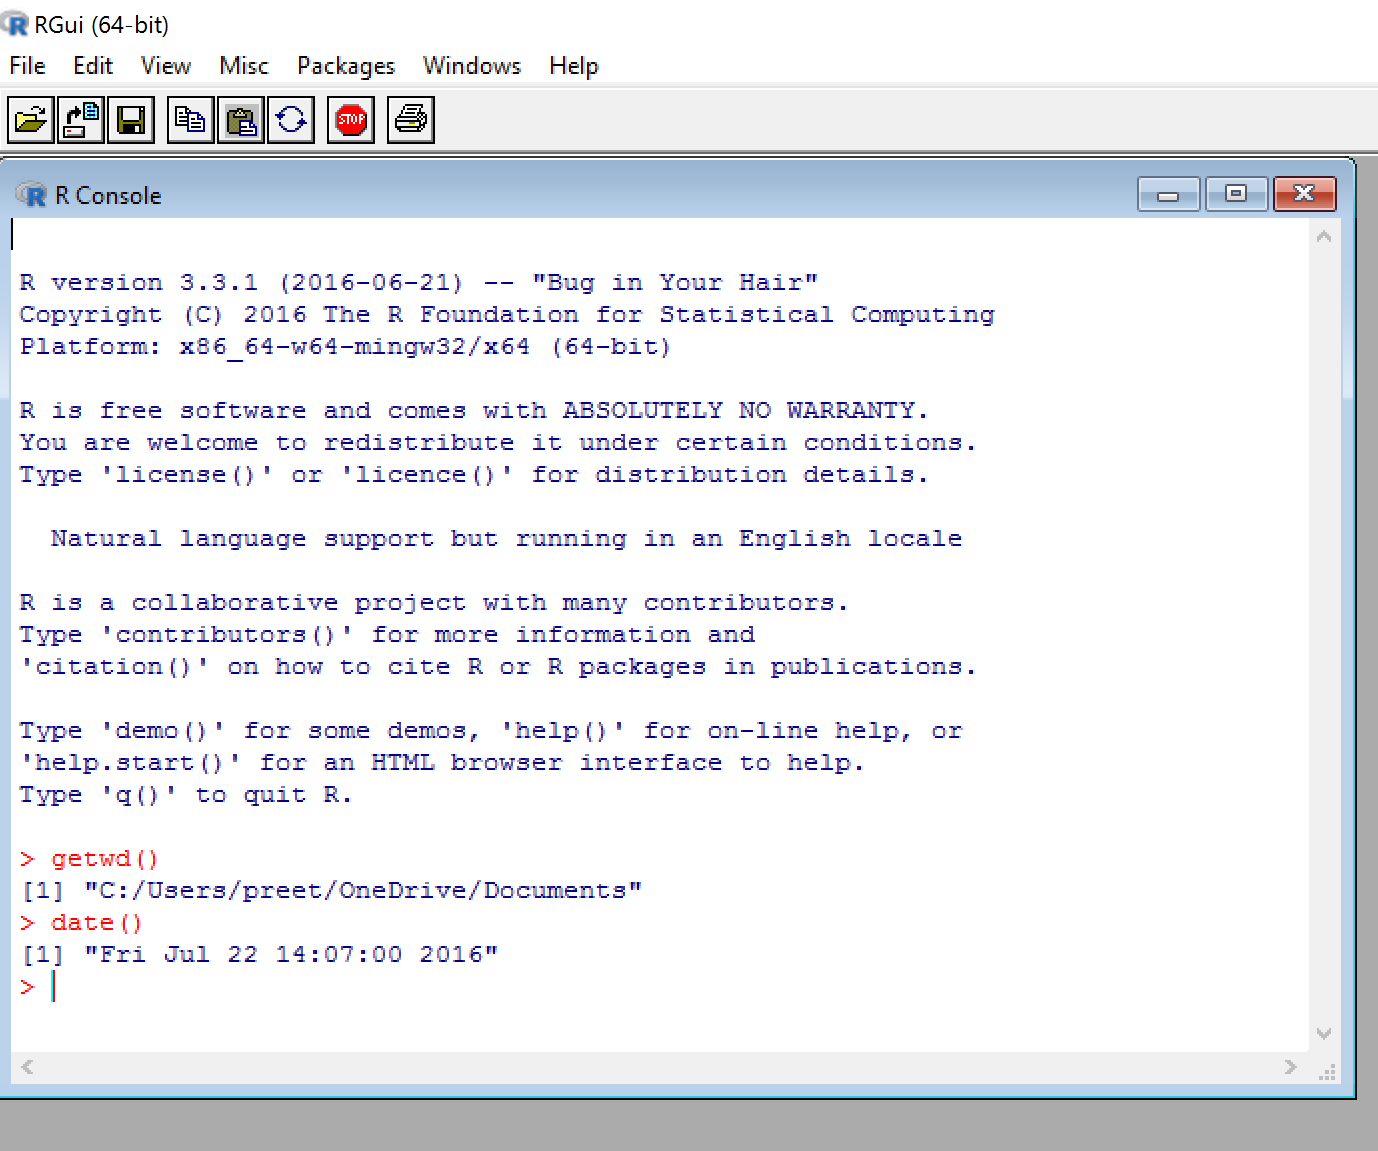 RGui (64-bit)
File Edit View Misc Packages Windows Help
STOP
R Console
R version 3.3.1 (2016-06-21) -- "Bug in Your Hair"
Copyright (C) 2016 The R Foundation for Statistical Computing
Platform: x86_64-w64-mingw32/x64 (64-bit)
R is free software and comes with ABSOLUTELY NO WARRANTY.
You are welcome to redistribute it under certain conditions.
Type 'license()' or 'licence()' for distribution details.
Natural language support but running in an English locale
R is a collaborative project with many contributors.
Type 'contributors()' for more information and
'citation()' on how to cite R or R packages in publications.
Type 'demo()' for some demos, 'help()' for on-line help, or
'help.start()' for an HTML browser interface to help.
Type 'q()' to quit R.
> getwd()
[1] "C:/Users/preet/OneDrive/Documents"
> date()
[1] "Fri Jul 22 14:07:00 2016"
>